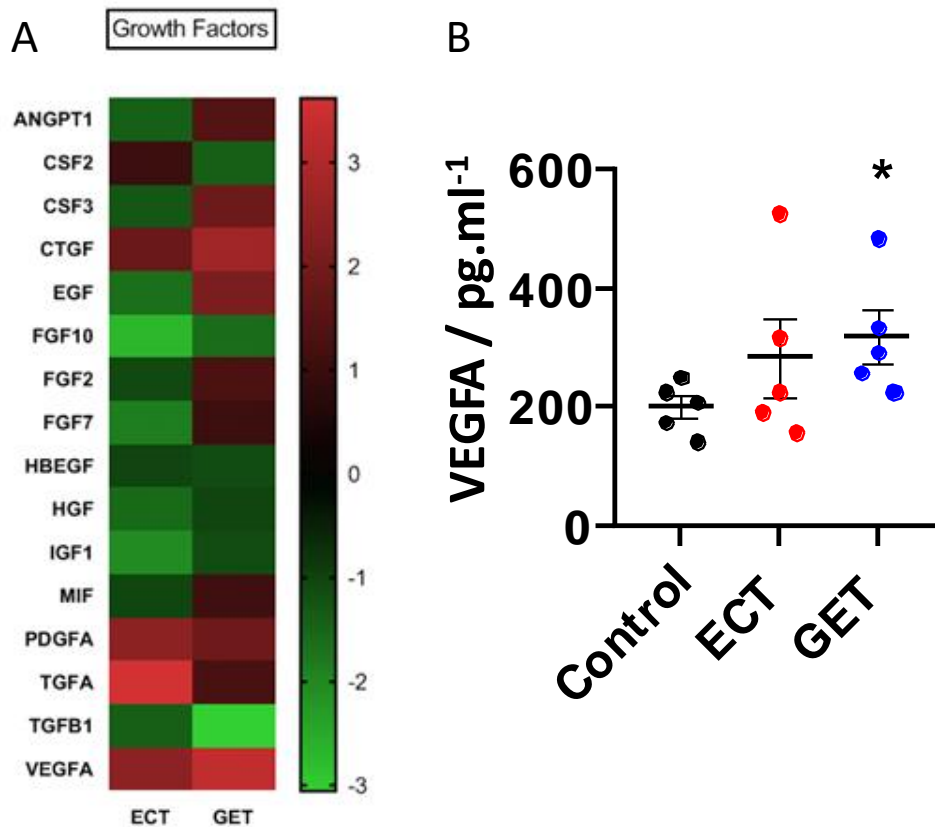 A
Growth Factors
ANGPT1
CSF2
CSF3
CTGF
EGF
FGF10
FGF2
FGF7
HBEGF
HGF
IGF1
MIF
PDGFA
TGFA
TGFB1
VEGFA
ECT GET
3
2
1
0
-1
-2
-3
B
VEGFA / pg.ml⁻¹
600
400
200
0
*
Control
ECT
GET